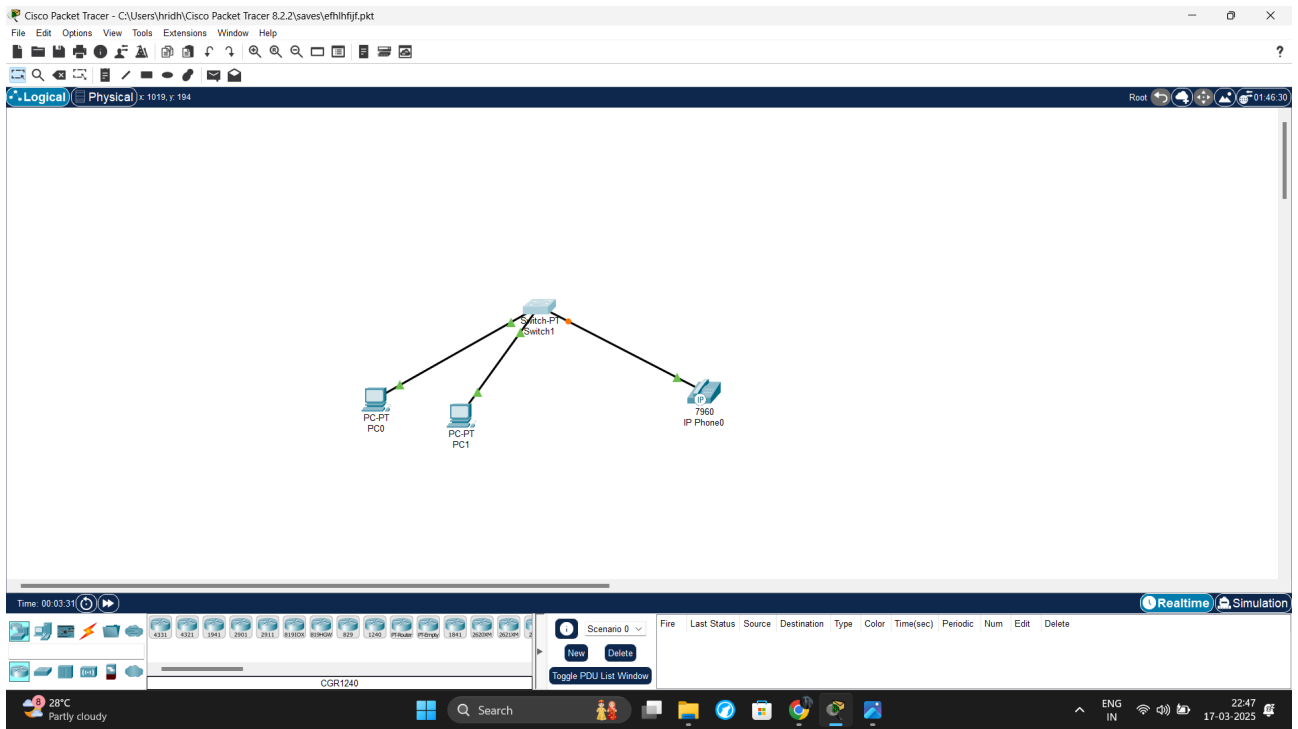 Cisco Packet Tracer - C:\Users\hridh\Cisco Packet Tracer 8.2.2\saves\efhlhfijf.pkt
File Edit Options View Tools Extensions Window Help
?
Logical Physical x: 1019, y: 194 Root 01:46:30
Switch-PT
Switch1
PC-PT
PC0
PC-PT
PC1
IP
7960
IP Phone0
Time: 00:03:31 Realtime Simulation
4331 4321 1941 2901 2911 819IOX 819HGW 829 1240 PT-Router PT-Empty 1841 2620XM 2621XM 2
CGR1240
Scenario 0
New Delete
Toggle PDU List Window
Fire Last Status Source Destination Type Color Time(sec) Periodic Num Edit Delete
8 28°C
Partly cloudy
Search
ENG
IN
22:47
17-03-2025